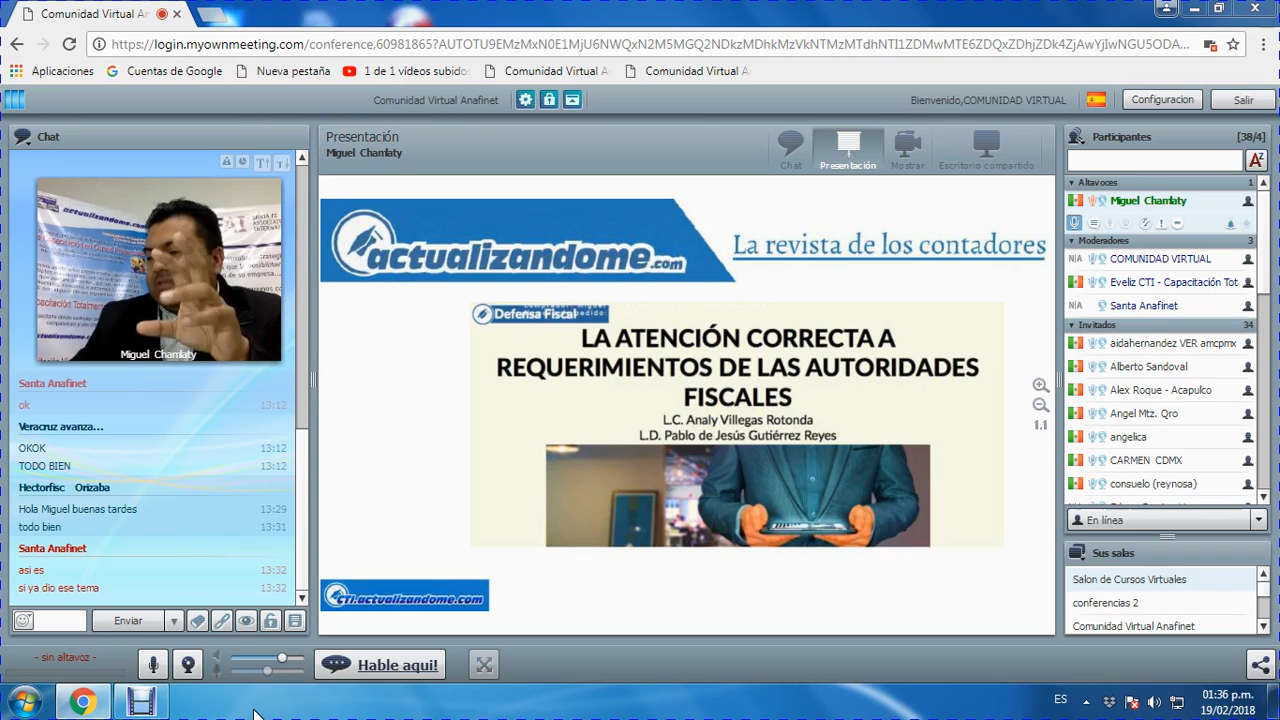 Comunidad Virtual An
https://login.myownmeeting.com/conference,60981865?AUTOTU9EMzMxN0E1MjU6NWQxN2M5MGQ2NDkzMDhkMzVkNTMzMTdhNTI1ZDMwMTE6ZDQxZDhjZDk4ZjAwYjIwNGU5ODA...
Aplicaciones
Cuentas de Google
Nueva pestaña
1 de 1 vídeos subidos
Comunidad Virtual A
Comunidad Virtual A
Comunidad Virtual Anafinet
Bienvenido,COMUNIDAD VIRTUAL
Configuracion
Salir
Chat
actualizandome.com
Miguel Chamlaty
Santa Anafinet
ok 13:12
Veracruz avanza...
OKOK 13:12
TODO BIEN 13:12
Hectorfisc Orizaba
Hola Miguel buenas tardes 13:29
todo bien 13:31
Santa Anafinet
asi es 13:32
si ya dio ese tema 13:32
Enviar
Presentación
Miguel Chamlaty
Chat
Presentación
Mostrar
Escritorio compartido
actualizandome.com
La revista de los contadores
Defensa Fiscal
LA ATENCIÓN CORRECTA A
REQUERIMIENTOS DE LAS AUTORIDADES
FISCALES
L.C. Analy Villegas Rotonda
L.D. Pablo de Jesús Gutiérrez Reyes
1.1
CTI.actualizandome.com
Participantes [38/4]
Altavoces 1
Miguel Chamlaty
Moderadores 3
N/A COMUNIDAD VIRTUAL
Eveliz CTI - Capacitación Tot
N/A Santa Anafinet
Invitados 34
aidahernandez VER amcpmx
Alberto Sandoval
Alex Roque - Acapulco
Angel Mtz. Qro
angelica
CARMEN CDMX
consuelo (reynosa)
En línea
Sus salas
Salon de Cursos Virtuales
conferencias 2
Comunidad Virtual Anafinet
- sin altavoz -
Hable aqui!
ES
01:36 p.m.
19/02/2018